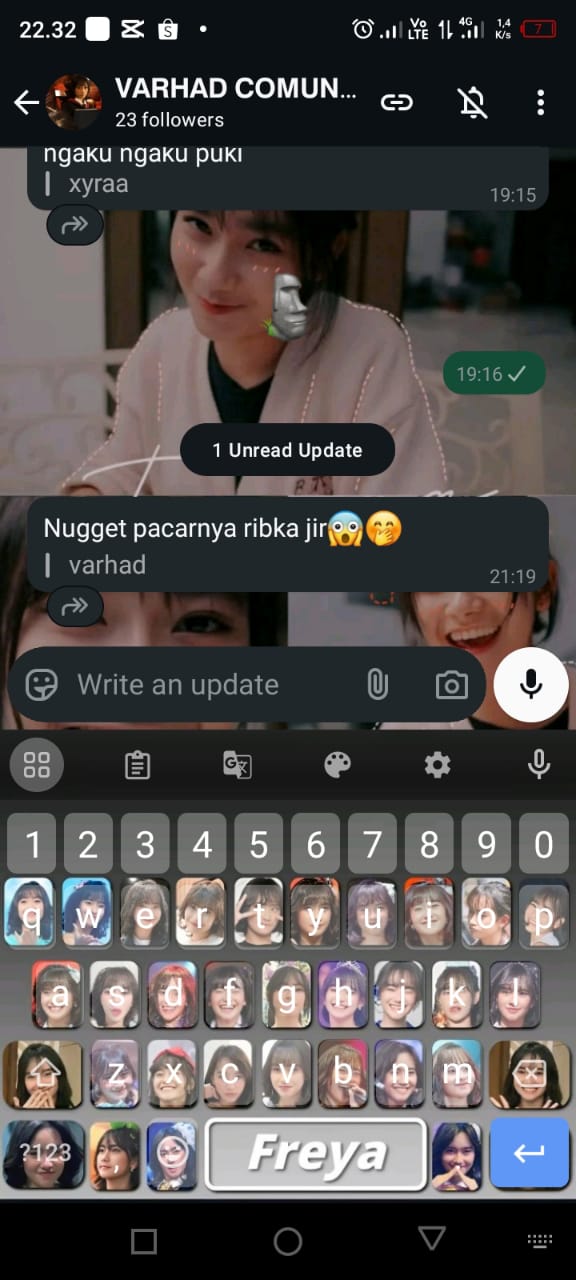 22.32
Vo
LTE
4G
1,4
K/s
7
VARHAD COMUN...
23 followers
ngaku ngaku puki
xyraa
19:15
19:16
1 Unread Update
Nugget pacarnya ribka jir😱🤭
varhad
21:19
Write an update
1 2 3 4 5 6 7 8 9 0
q w e r t y u i o p
a s d f g h j k l
z x c v b n m
?123 , Freya